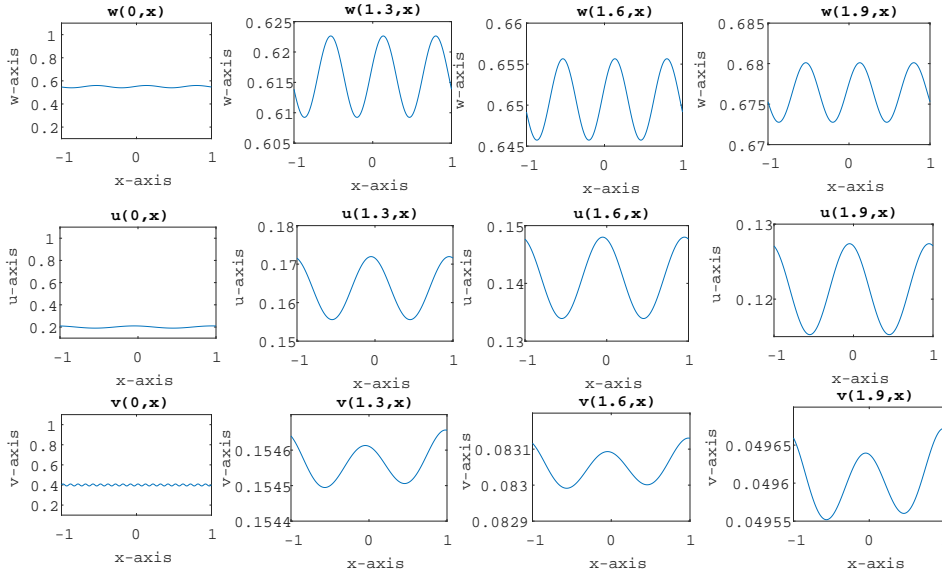 w(0,x) w(1.3,x) w(1.6,x) w(1.9,x)
w-axis
1
0.8
0.6
0.4
0.2
-1 0 1
x-axis
w-axis
0.625
0.62
0.615
0.61
0.605
-1 0 1
x-axis
w-axis
0.66
0.655
0.65
0.645
-1 0 1
x-axis
w-axis
0.685
0.68
0.675
0.67
-1 0 1
x-axis
u(0,x) u(1.3,x) u(1.6,x) u(1.9,x)
u-axis
1
0.8
0.6
0.4
0.2
-1 0 1
x-axis
u-axis
0.18
0.17
0.16
0.15
-1 0 1
x-axis
u-axis
0.15
0.14
0.13
-1 0 1
x-axis
u-axis
0.13
0.12
-1 0 1
x-axis
v(0,x) v(1.3,x) v(1.6,x) v(1.9,x)
v-axis
1
0.8
0.6
0.4
0.2
-1 0 1
x-axis
v-axis
0.1546
0.1545
0.1544
-1 0 1
x-axis
v-axis
0.0831
0.083
0.0829
-1 0 1
x-axis
v-axis
0.04965
0.0496
0.04955
-1 0 1
x-axis